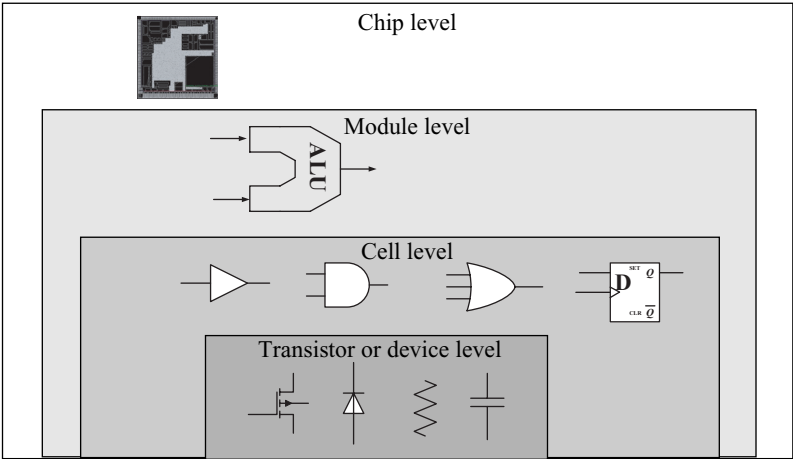 Chip level
Module level
ALU
Cell level
SET Q
D
CLR Q
Transistor or device level